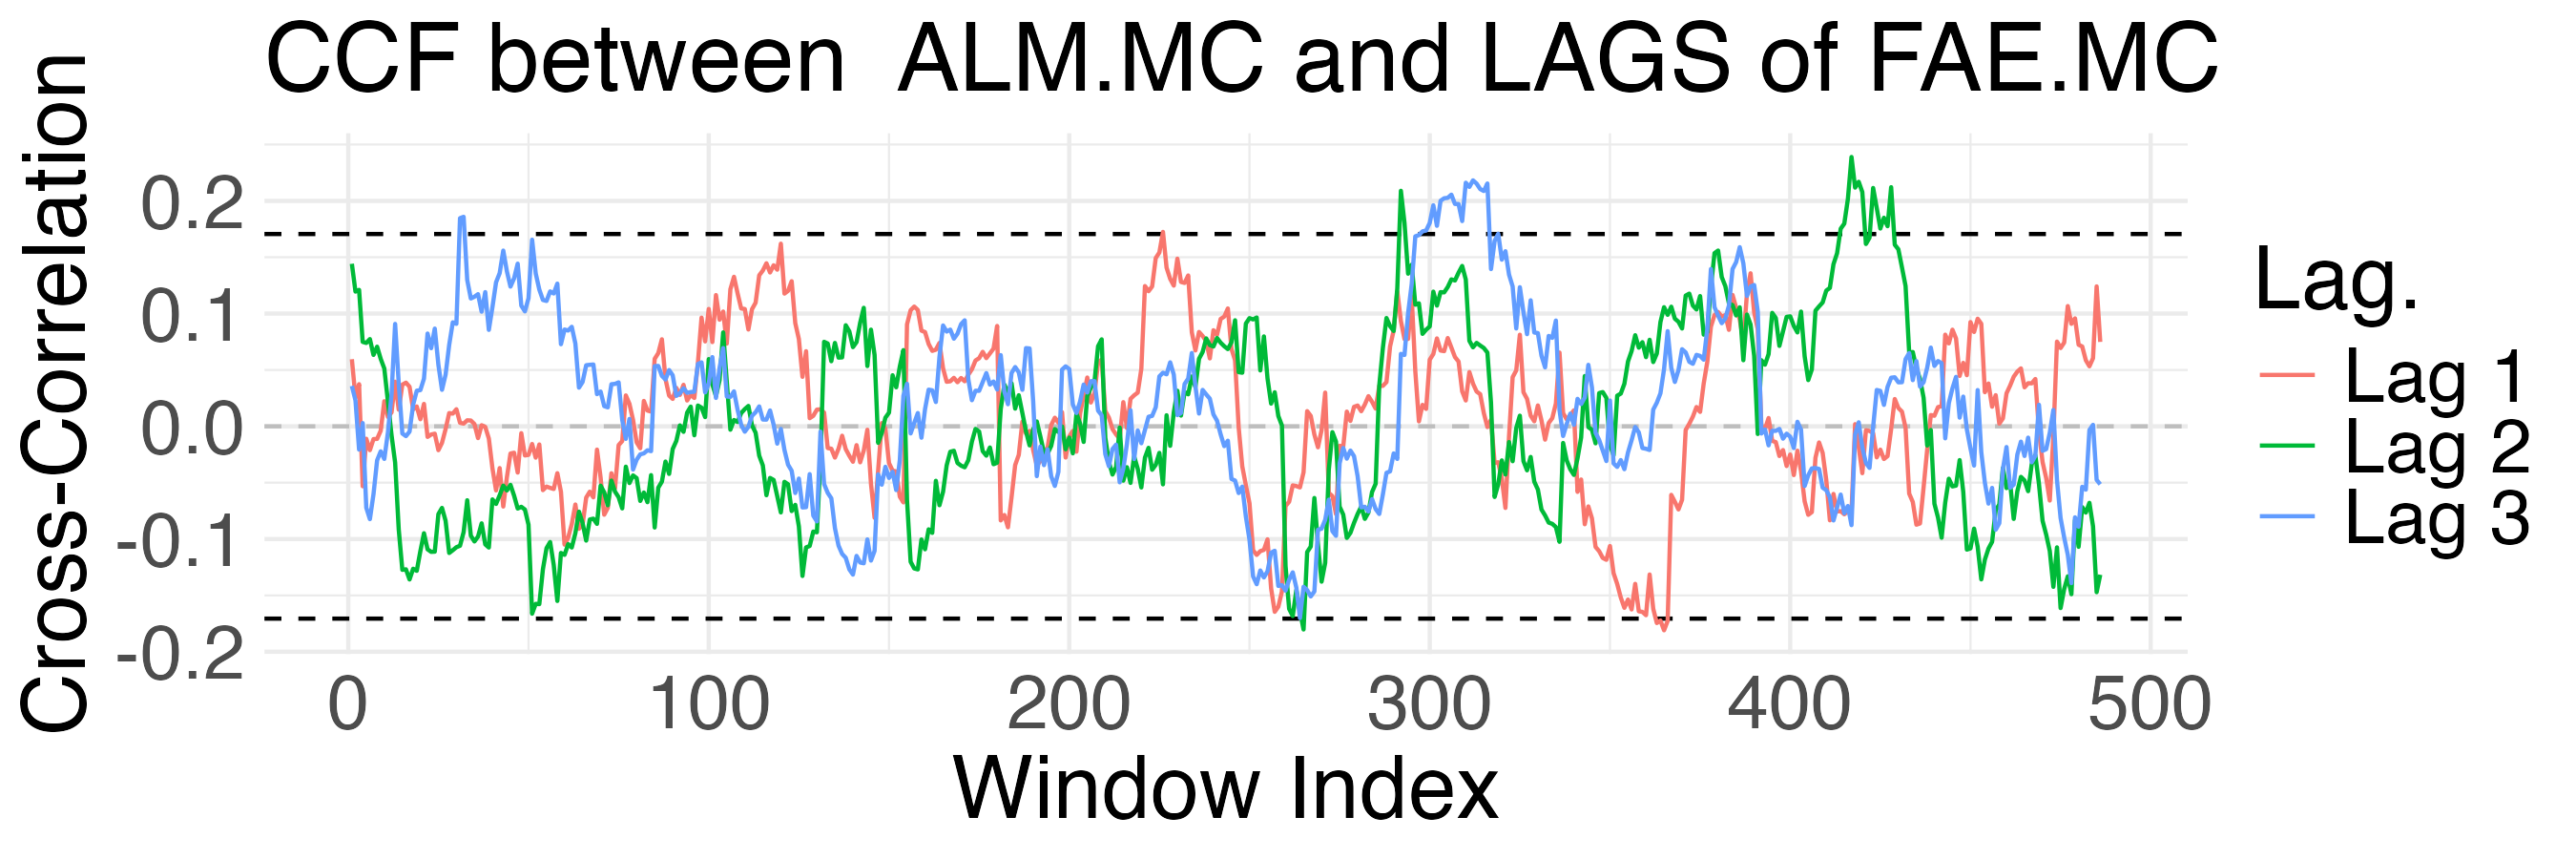 CCF between  ALM.MC and LAGS of FAE.MC
Cross-Correlation
0.2
0.1
0.0
-0.1
-0.2
0 100 200 300 400 500
Window Index
Lag.
Lag 1
Lag 2
Lag 3